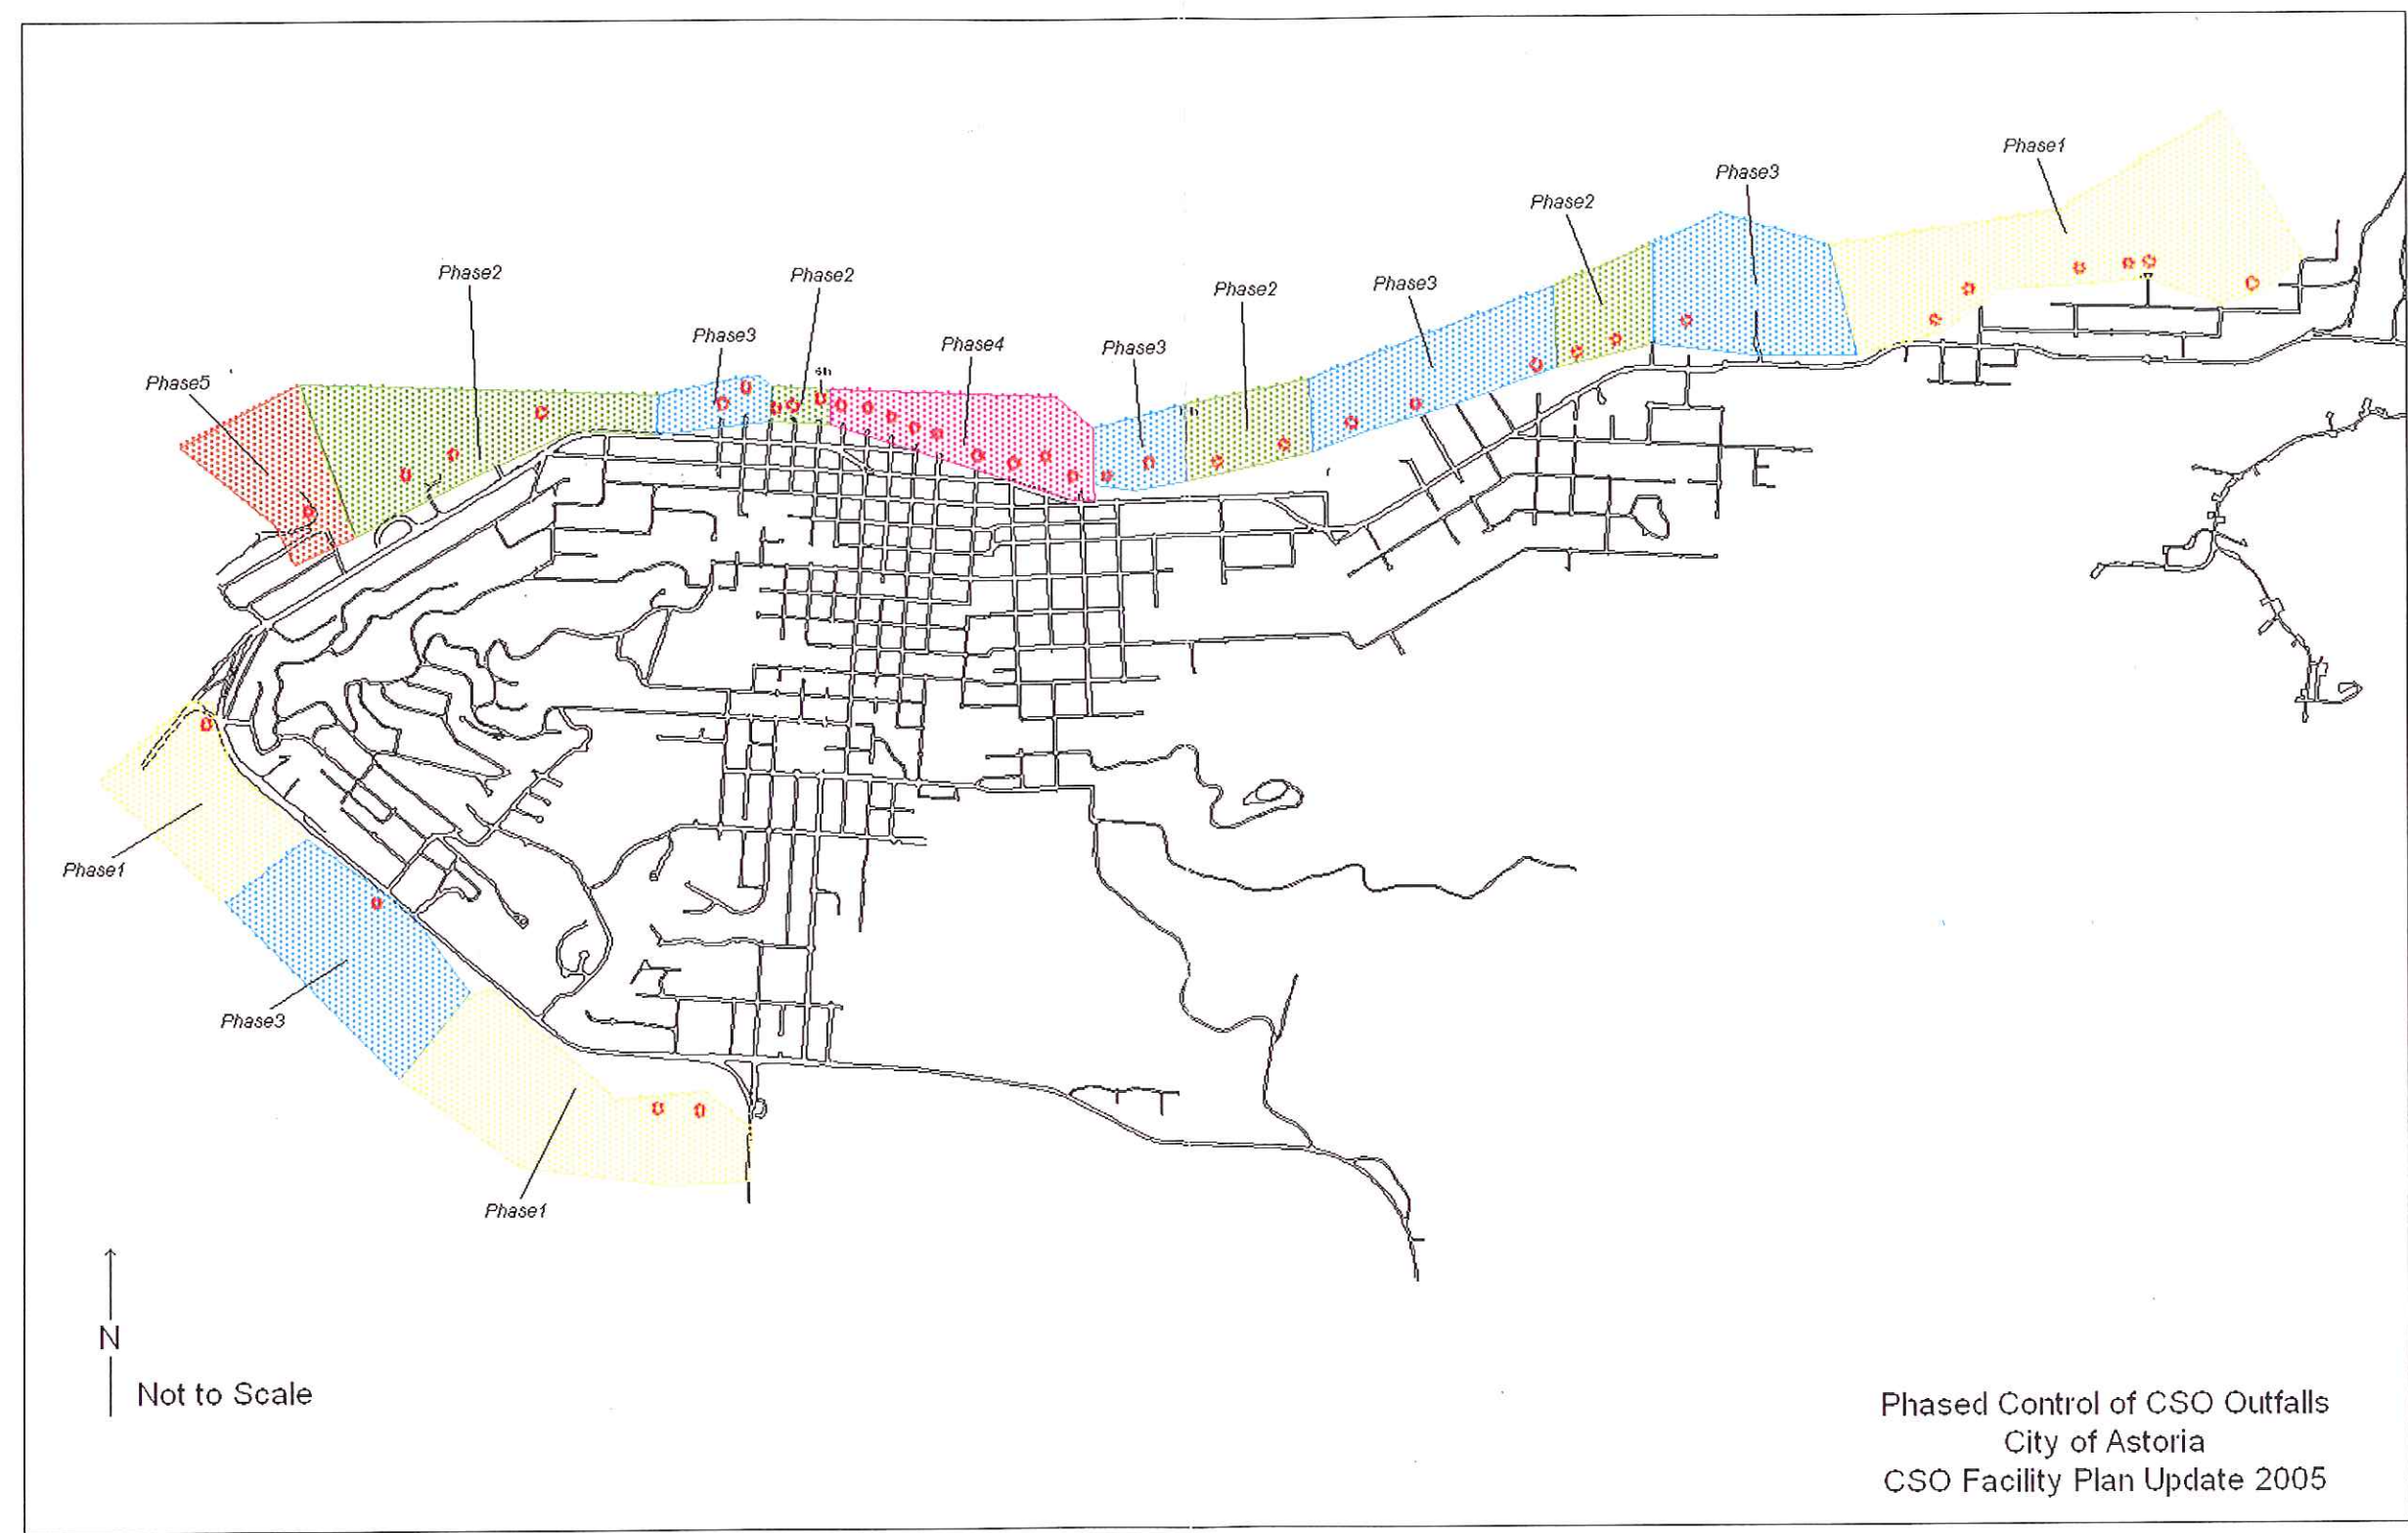 Phase1
Phase3
Phase2
Phase2
Phase2
Phase3
Phase2
Phase3
Phase4
Phase3
Phase5
Phase1
Phase3
Phase1
N
Not to Scale
Phased Control of CSO Outfalls
City of Astoria
CSO Facility Plan Update 2005